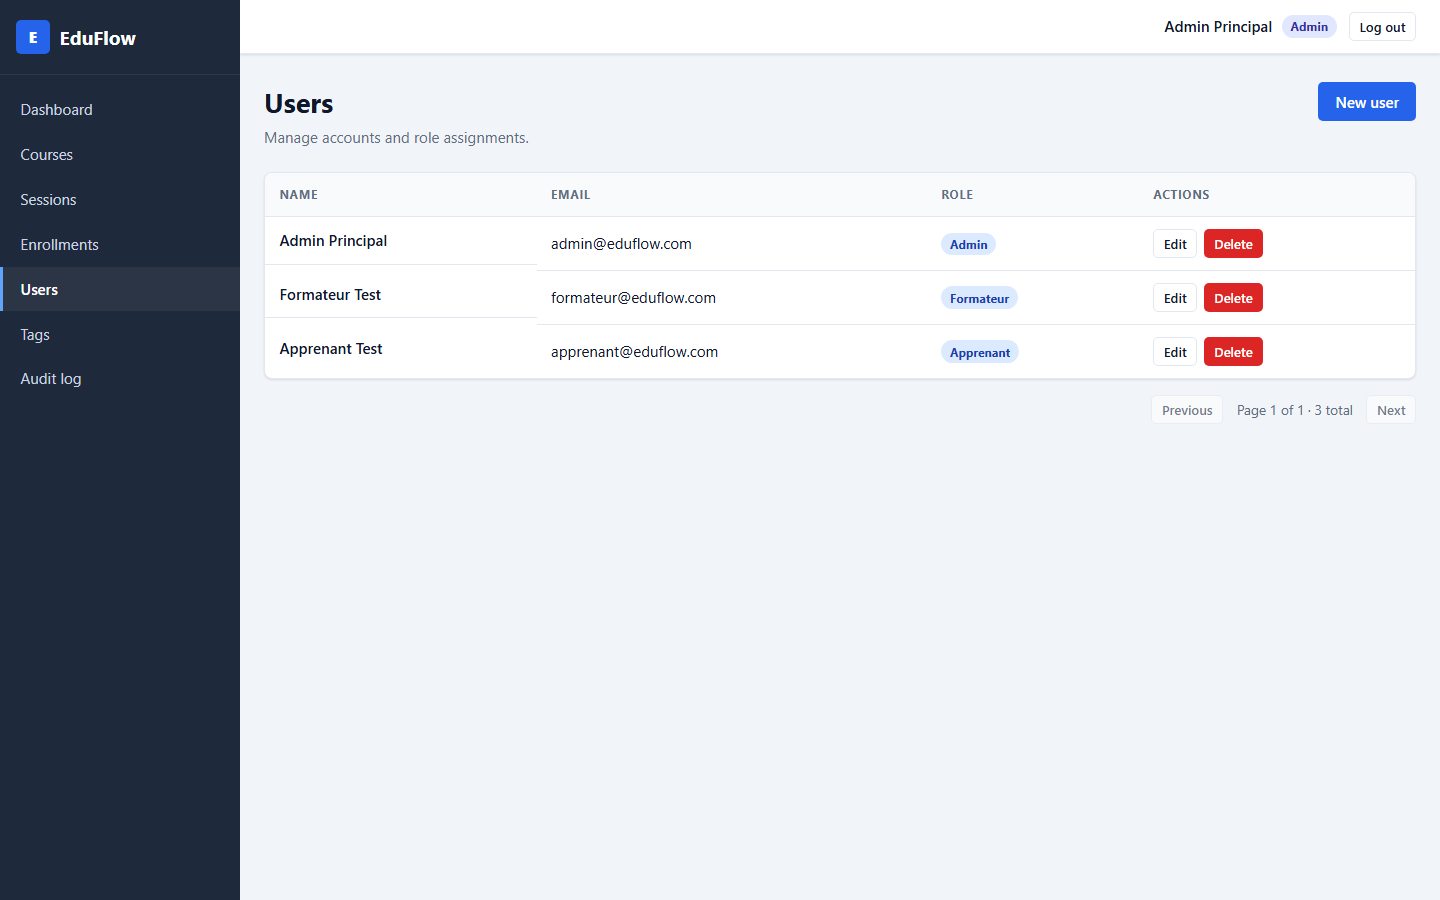 E EduFlow
Admin Principal Admin Log out
Dashboard
Courses
Sessions
Enrollments
Users
Tags
Audit log
Users
New user
Manage accounts and role assignments.
NAME EMAIL ROLE ACTIONS
Admin Principal admin@eduflow.com Admin Edit Delete
Formateur Test formateur@eduflow.com Formateur Edit Delete
Apprenant Test apprenant@eduflow.com Apprenant Edit Delete
Previous Page 1 of 1 · 3 total Next